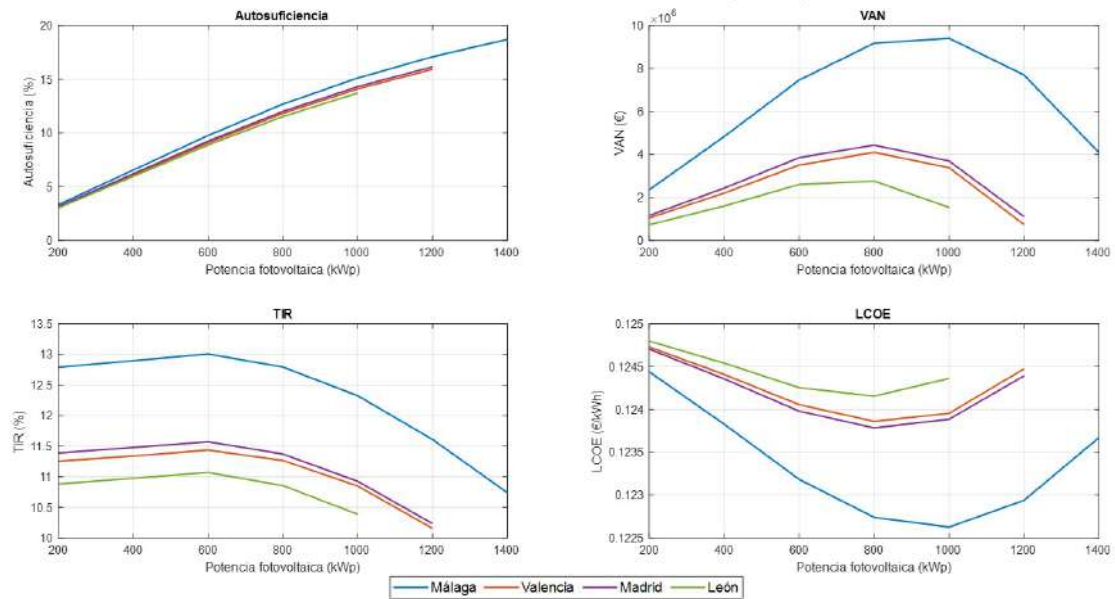 Autosuficiencia
20
15
10
5
0
Autosuficiencia (%)
200 400 600 800 1000 1200 1400
Potencia fotovoltaica (kWp)
VAN
×10⁶
10
8
6
4
2
0
VAN (€)
200 400 600 800 1000 1200 1400
Potencia fotovoltaica (kWp)
TIR
13.5
13
12.5
12
11.5
11
10.5
10
TIR (%)
200 400 600 800 1000 1200 1400
Potencia fotovoltaica (kWp)
LCOE
0.125
0.1245
0.124
0.1235
0.123
0.1225
LCOE (€/kWh)
200 400 600 800 1000 1200 1400
Potencia fotovoltaica (kWp)
Málaga Valencia Madrid León